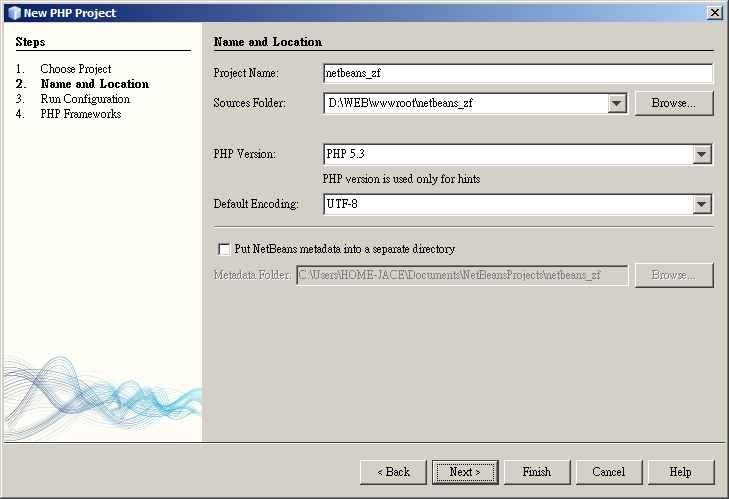 New PHP Project
Steps
1. Choose Project
2. Name and Location
3. Run Configuration
4. PHP Frameworks
Name and Location
Project Name: netbeans_zf
Sources Folder: D:\WEB\wwwroot\netbeans_zf Browse...
PHP Version: PHP 5.3
PHP version is used only for hints
Default Encoding: UTF-8
Put NetBeans metadata into a separate directory
Metadata Folder: C:\Users\HOME-JACE\Documents\NetBeansProjects\netbeans_zf Browse...
< Back Next > Finish Cancel Help